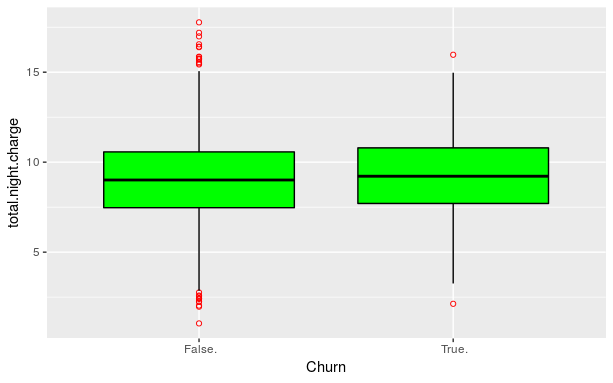 total.night.charge
15
10
5
False.
True.
Churn